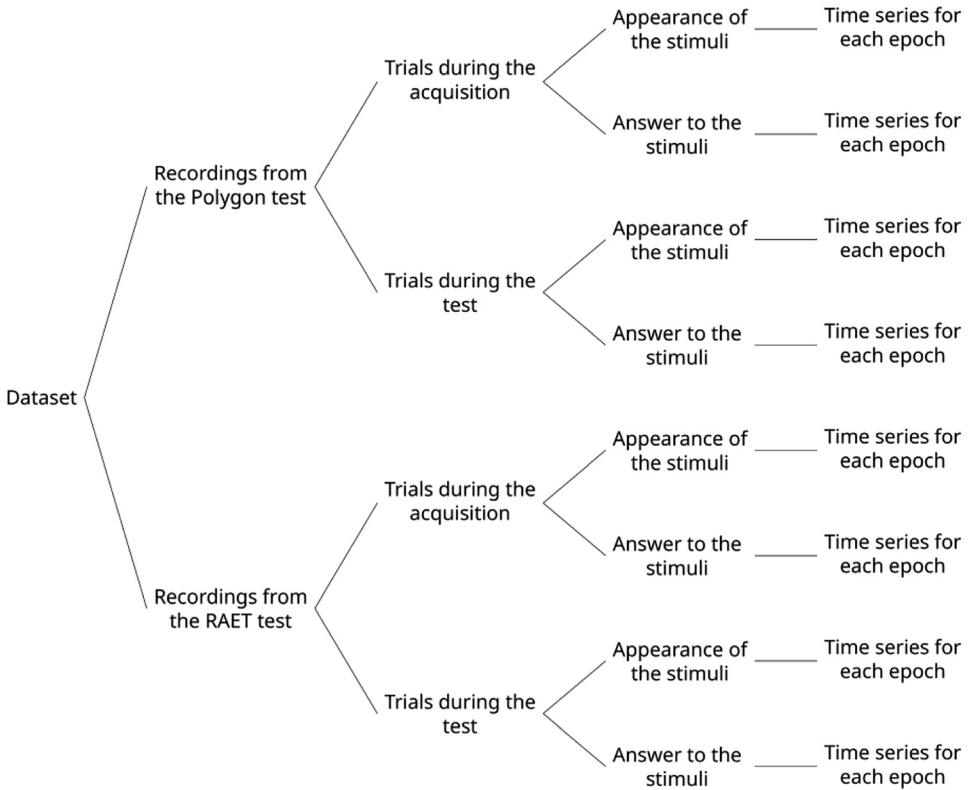 Dataset
Recordings from
the Polygon test
Trials during the
acquisition
Appearance of
the stimuli
Time series for
each epoch
Answer to the
stimuli
Time series for
each epoch
Trials during the
test
Appearance of
the stimuli
Time series for
each epoch
Answer to the
stimuli
Time series for
each epoch
Recordings from
the RAET test
Trials during the
acquisition
Appearance of
the stimuli
Time series for
each epoch
Answer to the
stimuli
Time series for
each epoch
Trials during the
test
Appearance of
the stimuli
Time series for
each epoch
Answer to the
stimuli
Time series for
each epoch